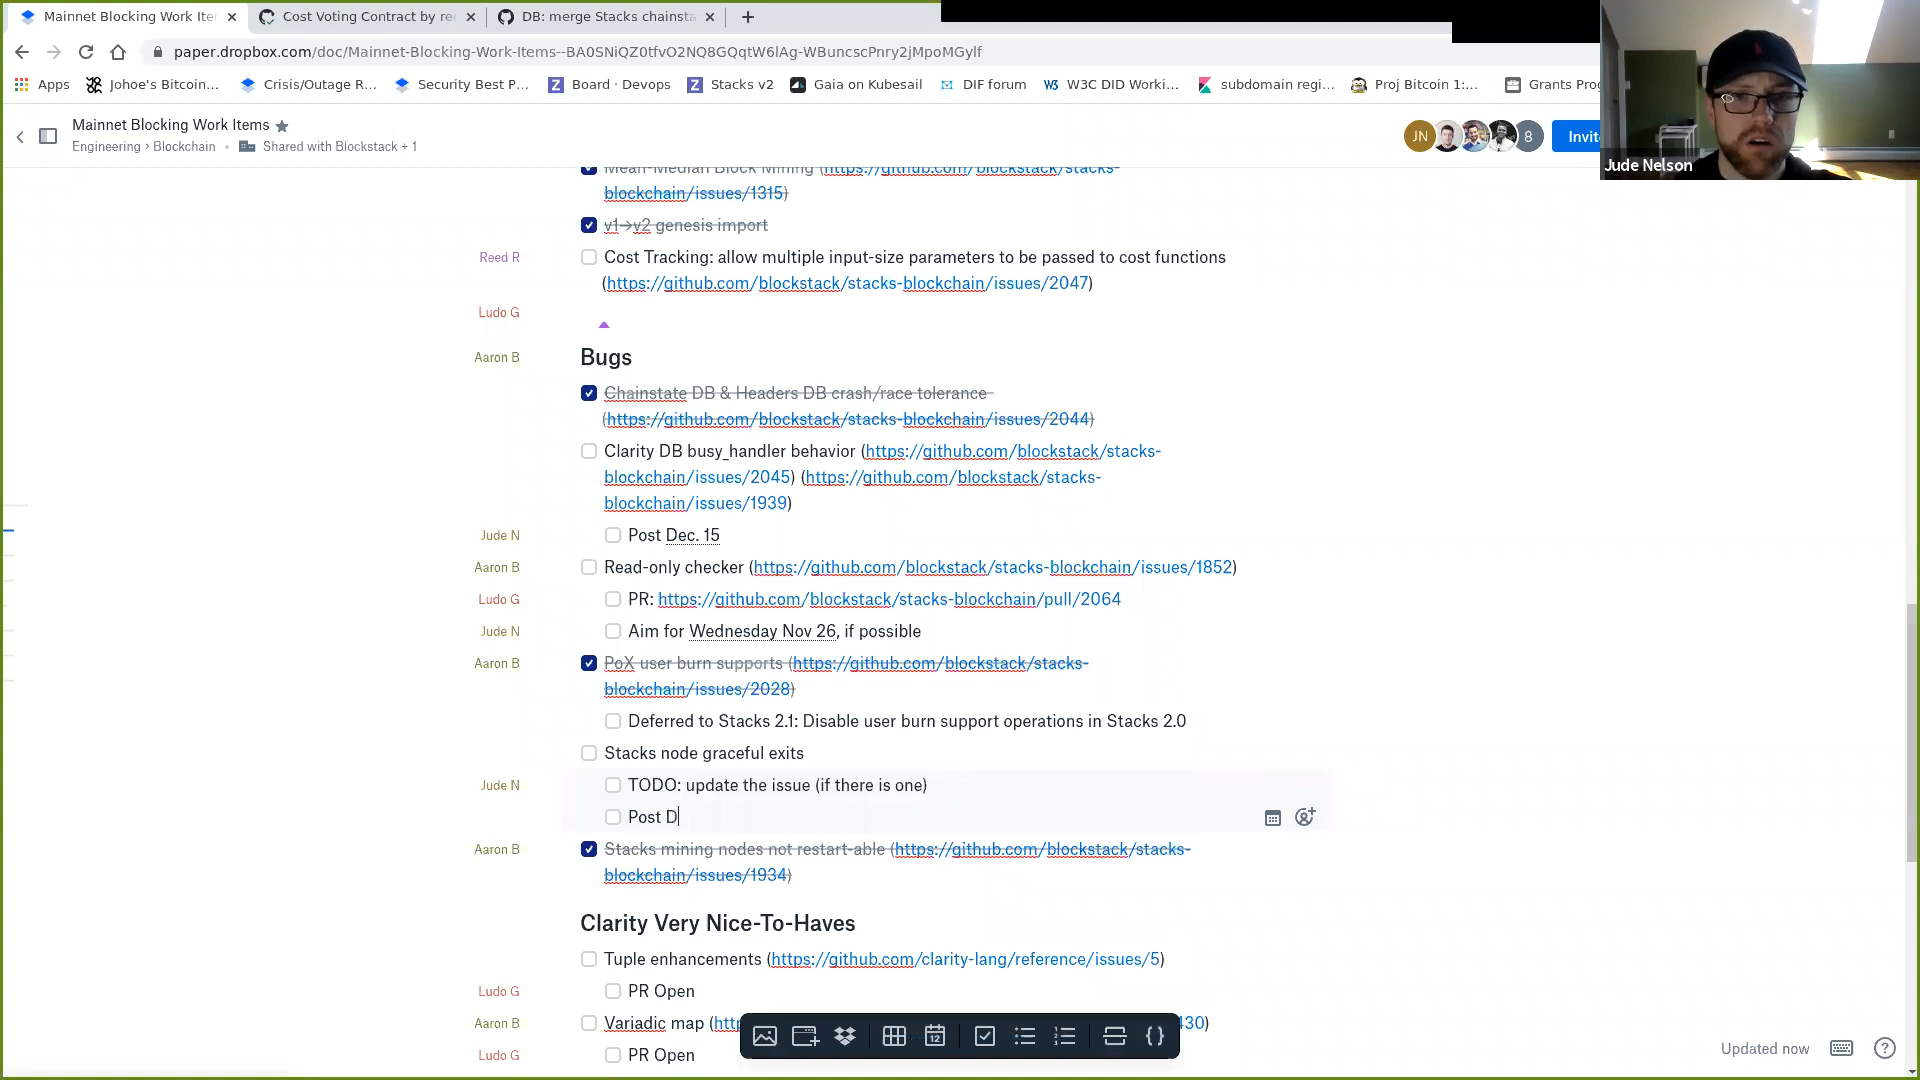 Mainnet Blocking Work Iter
Cost Voting Contract by re
DB: merge Stacks chainsta
paper.dropbox.com/doc/Mainnet-Blocking-Work-Items--BA0SNiQZ0tfvO2NQ8GQqtW6lAg-WBuncscPnry2jMpoMGylf
Apps
Johoe's Bitcoin...
Crisis/Outage R...
Security Best P...
Board · Devops
Stacks v2
Gaia on Kubesail
DIF forum
W3C DID Worki...
subdomain regi...
Proj Bitcoin 1:...
Grants Prog
Mainnet Blocking Work Items
Engineering › Blockchain • Shared with Blockstack + 1
JN
8
Invite
Jude Nelson
Mean-Median Block Mining (https://github.com/blockstack/stacks-
blockchain/issues/1315)
v1→v2 genesis import
Reed R Cost Tracking: allow multiple input-size parameters to be passed to cost functions
(https://github.com/blockstack/stacks-blockchain/issues/2047)
Ludo G
Aaron B Bugs
Chainstate DB & Headers DB crash/race tolerance
(https://github.com/blockstack/stacks-blockchain/issues/2044)
Clarity DB busy_handler behavior (https://github.com/blockstack/stacks-
blockchain/issues/2045) (https://github.com/blockstack/stacks-
blockchain/issues/1939)
Jude N Post Dec. 15
Aaron B Read-only checker (https://github.com/blockstack/stacks-blockchain/issues/1852)
Ludo G PR: https://github.com/blockstack/stacks-blockchain/pull/2064
Jude N Aim for Wednesday Nov 26, if possible
Aaron B PoX user burn supports (https://github.com/blockstack/stacks-
blockchain/issues/2028)
Deferred to Stacks 2.1: Disable user burn support operations in Stacks 2.0
Stacks node graceful exits
Jude N TODO: update the issue (if there is one)
Post D
Aaron B Stacks mining nodes not restart-able (https://github.com/blockstack/stacks-
blockchain/issues/1934)
Clarity Very Nice-To-Haves
Tuple enhancements (https://github.com/clarity-lang/reference/issues/5)
Ludo G PR Open
Aaron B Variadic map (http 430)
Ludo G PR Open
12
Updated now